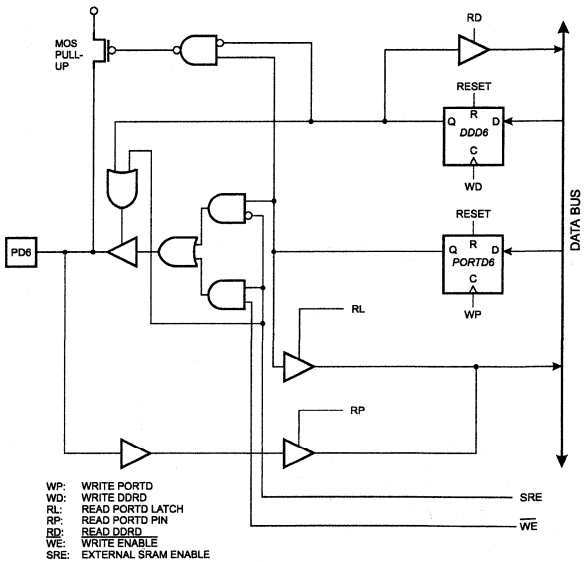 RD
MOS
PULL-
UP
RESET
Q R D
DDD6
C
WD
RESET
Q R D
PORTD6
C
WP
PD6
DATA BUS
RL
RP
SRE
WE
WP: WRITE PORTD
WD: WRITE DDRD
RL: READ PORTD LATCH
RP: READ PORTD PIN
RD: READ DDRD
WE: WRITE ENABLE
SRE: EXTERNAL SRAM ENABLE